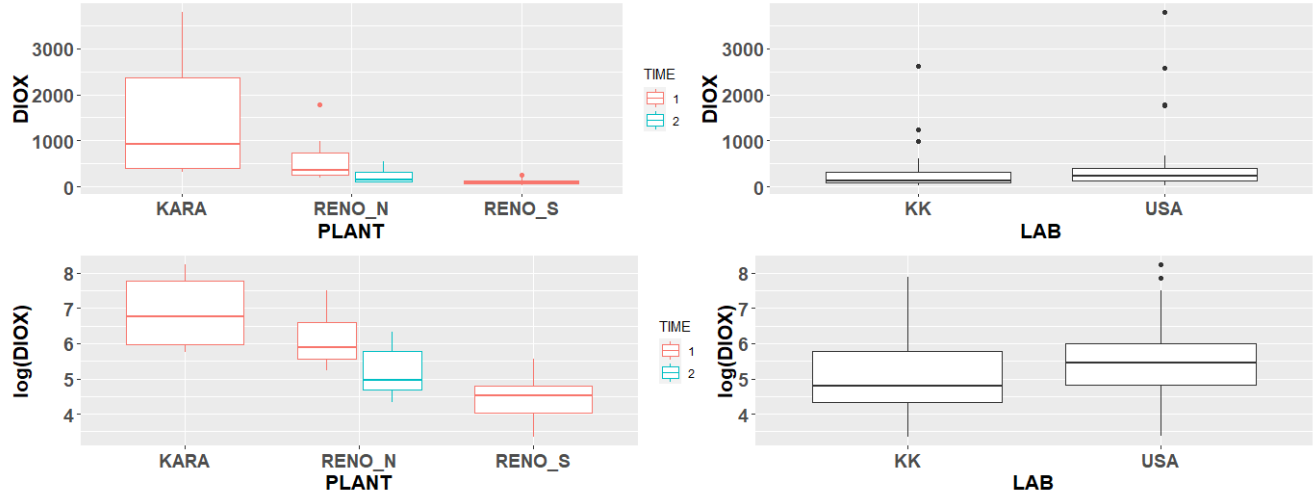 DIOX
3000
2000
1000
0
KARA RENO_N RENO_S
PLANT
TIME
1
2
DIOX
3000
2000
1000
0
KK USA
LAB
log(DIOX)
8
7
6
5
4
KARA RENO_N RENO_S
PLANT
TIME
1
2
log(DIOX)
8
7
6
5
4
KK USA
LAB